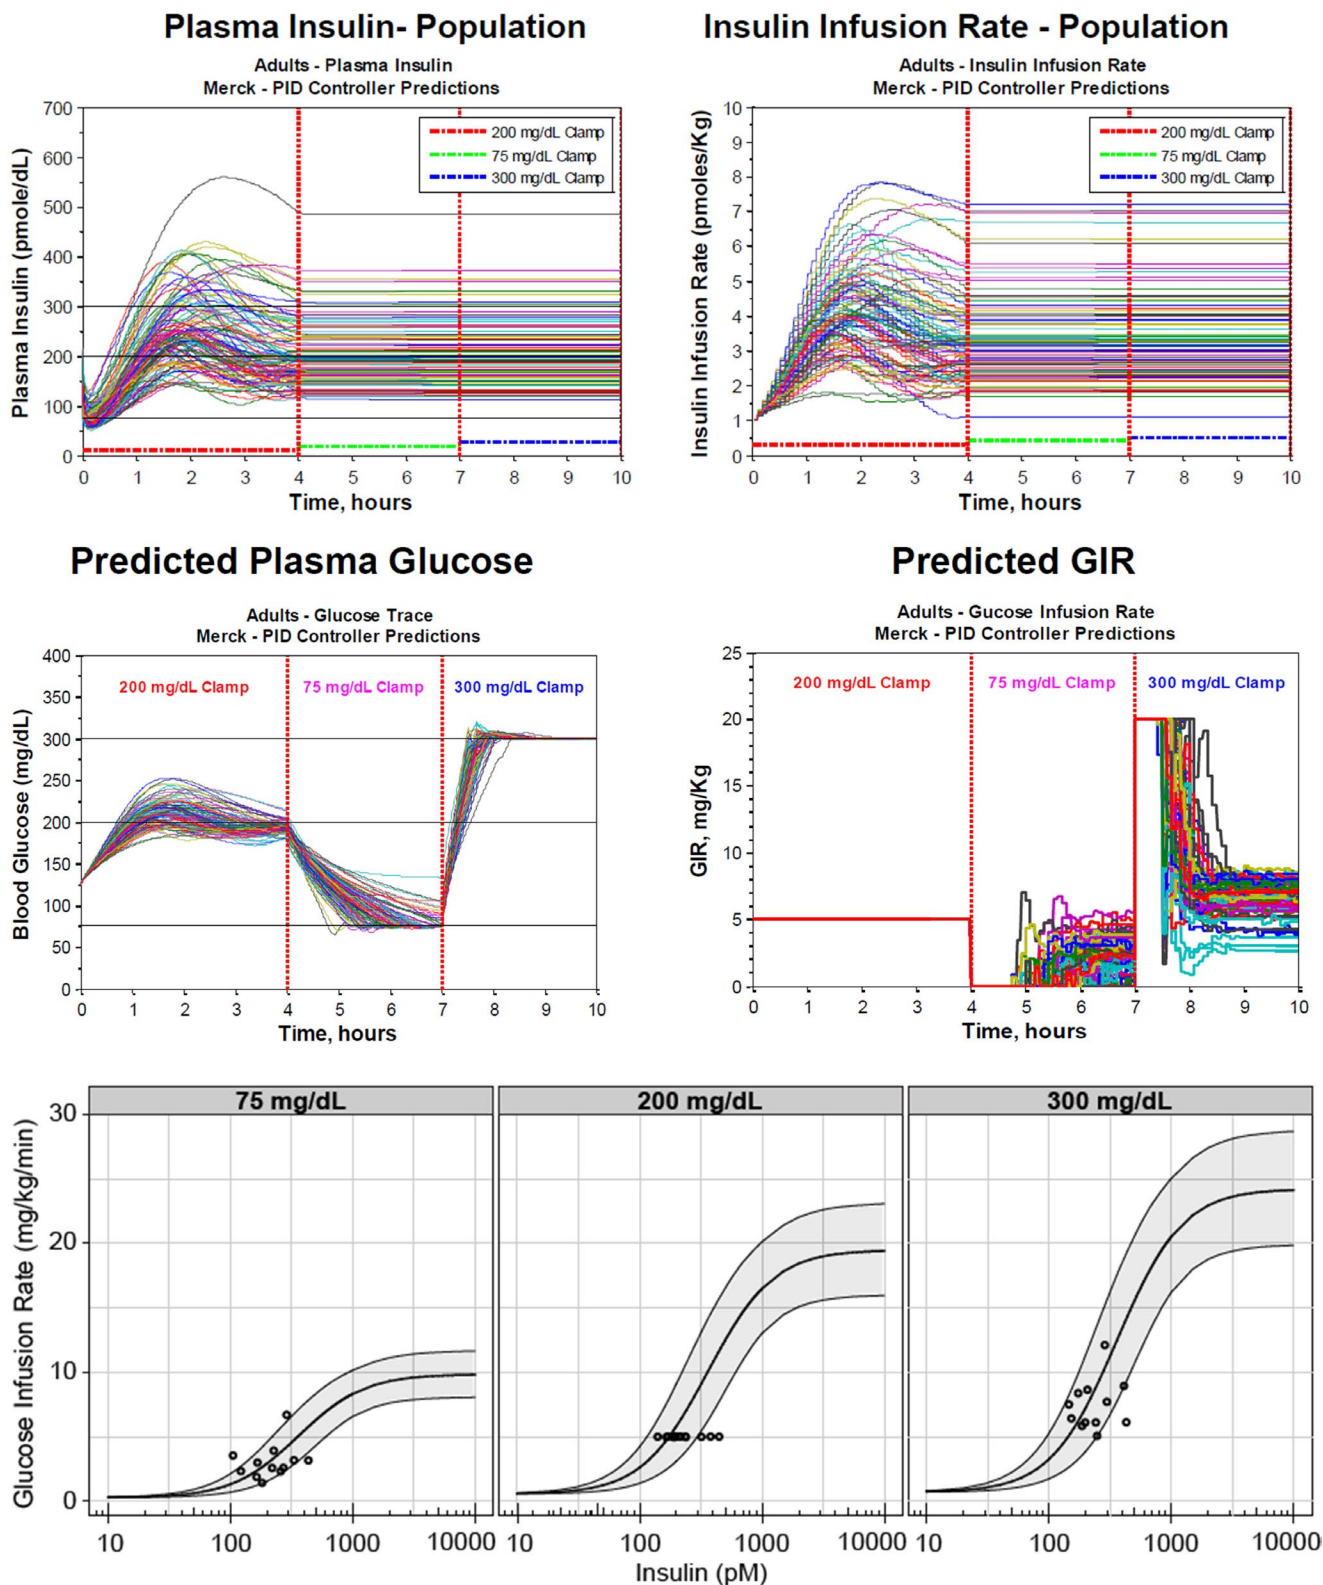 Plasma Insulin- Population
Adults - Plasma Insulin
Merck - PID Controller Predictions
Plasma Insulin (pmole/dL)
700
600
500
400
300
200
100
0
200 mg/dL Clamp
75 mg/dL Clamp
300 mg/dL Clamp
0 1 2 3 4 5 6 7 8 9 10
Time, hours
Insulin Infusion Rate - Population
Adults - Insulin Infusion Rate
Merck - PID Controller Predictions
Insulin Infusion Rate (pmoles/Kg)
10
9
8
7
6
5
4
3
2
1
0
200 mg/dL Clamp
75 mg/dL Clamp
300 mg/dL Clamp
0 1 2 3 4 5 6 7 8 9 10
Time, hours
Predicted Plasma Glucose
Adults - Glucose Trace
Merck - PID Controller Predictions
Blood Glucose (mg/dL)
400
350
300
250
200
150
100
50
0
200 mg/dL Clamp
75 mg/dL Clamp
300 mg/dL Clamp
0 1 2 3 4 5 6 7 8 9 10
Time, hours
Predicted GIR
Adults - Gucose Infusion Rate
Merck - PID Controller Predictions
GIR, mg/Kg
25
20
15
10
5
0
200 mg/dL Clamp
75 mg/dL Clamp
300 mg/dL Clamp
0 1 2 3 4 5 6 7 8 9 10
Time, hours
75 mg/dL
200 mg/dL
300 mg/dL
Glucose Infusion Rate (mg/kg/min)
30
20
10
0
10 100 1000 10000
10 100 1000 10000
10 100 1000 10000
Insulin (pM)